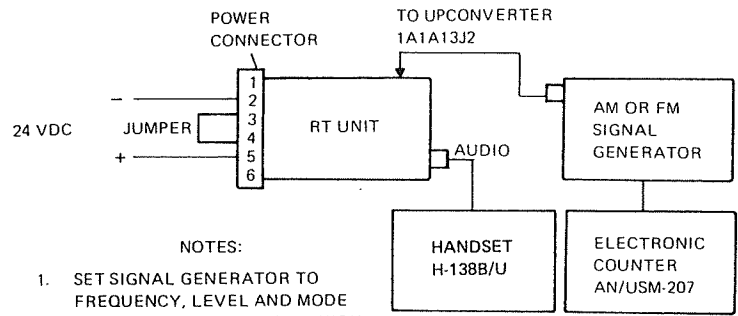 POWER
CONNECTOR
TO UPCONVERTER
1A1A13J2
1
2
3
4
5
6
−
24 VDC
JUMPER
+
RT UNIT
AUDIO
AM OR FM
SIGNAL
GENERATOR
HANDSET
H-138B/U
ELECTRONIC
COUNTER
AN/USM-207
NOTES:
1. SET SIGNAL GENERATOR TO
FREQUENCY, LEVEL AND MODE